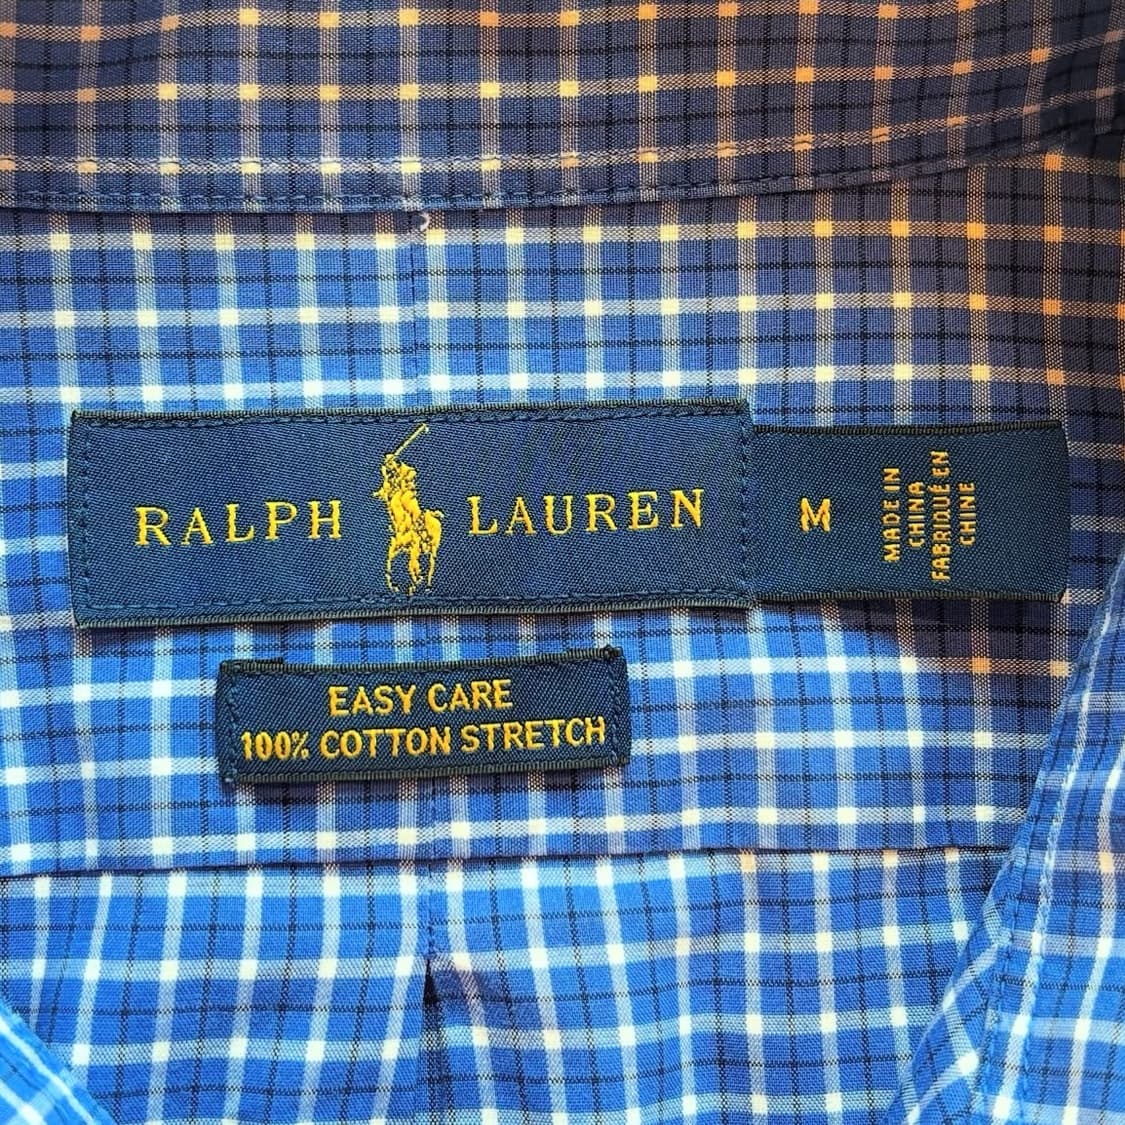 RALPH LAUREN
M
MADE IN
CHINA
FABRIQUÉ EN
CHINE
EASY CARE
100% COTTON STRETCH